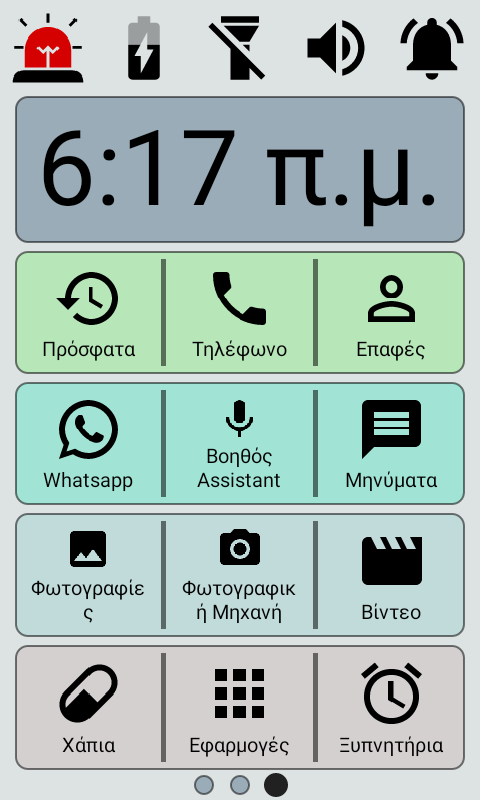 6:17 π.μ.
Πρόσφατα
Τηλέφωνο
Επαφές
Whatsapp
Βοηθός
Assistant
Μηνύματα
Φωτογραφίε
ς
Φωτογραφικ
ή Μηχανή
Βίντεο
Χάπια
Εφαρμογές
Ξυπνητήρια